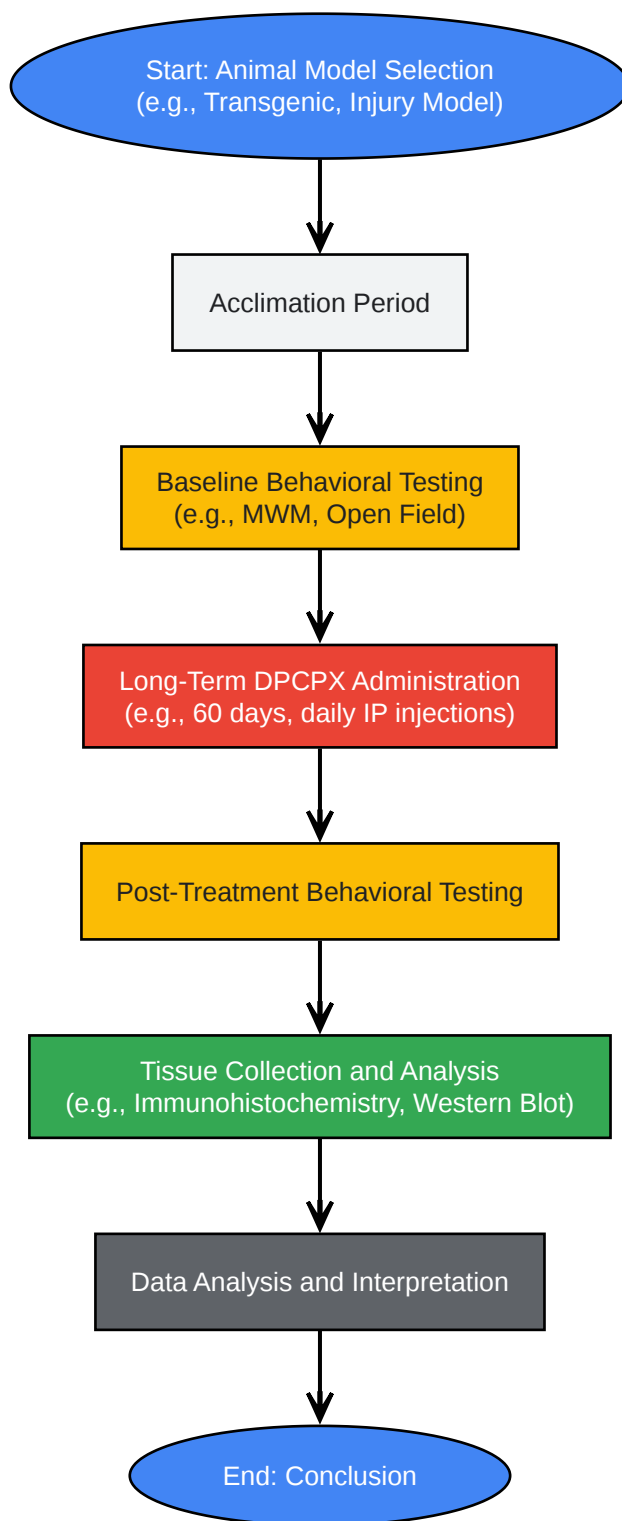 Start: Animal Model Selection
(e.g., Transgenic, Injury Model)
Acclimation Period
Baseline Behavioral Testing
(e.g., MWM, Open Field)
Long-Term DPCPX Administration
(e.g., 60 days, daily IP injections)
Post-Treatment Behavioral Testing
Tissue Collection and Analysis
(e.g., Immunohistochemistry, Western Blot)
Data Analysis and Interpretation
End: Conclusion